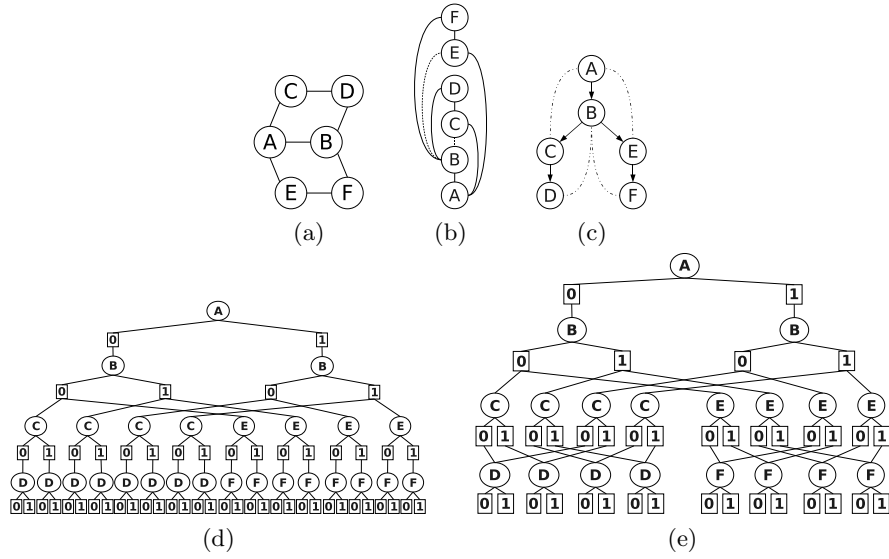 C D
A B
E F
(a)
F
E
D
C
B
A
(b)
A
B
C E
D F
(c)
A
0 1
B B
0 1 0 1
C C C C E E E E
0 1 0 1 0 1 0 1 0 1 0 1 0 1 0 1
D D D D D D D D F F F F F F F F
0 1 0 1 0 1 0 1 0 1 0 1 0 1 0 1 0 1 0 1 0 1 0 1 0 1 0 1 0 1 0 1
(d)
A
0 1
B B
0 1 0 1
C C C C E E E E
0 1 0 1 0 1 0 1 0 1 0 1 0 1 0 1
D D D D F F F F
0 1 0 1 0 1 0 1 0 1 0 1 0 1 0 1
(e)